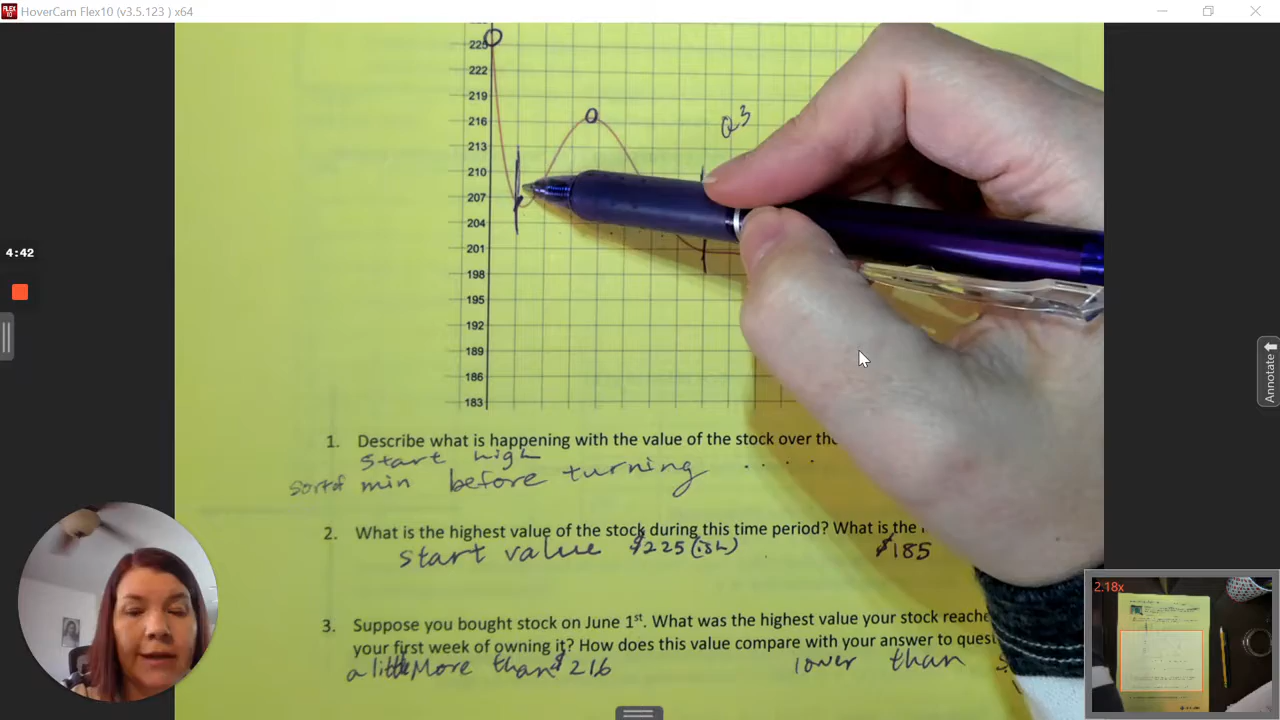 HoverCam Flex10 (v3.5.123 ) x64
225
222
219
216
213
210
207
204
201
198
195
192
189
186
183
Q3
4:42
Annotate
1. Describe what is happening with the value of the stock over the
start high
sort of min before turning .....
2. What is the highest value of the stock during this time period? What is the
start value $225(ish) $185
3. Suppose you bought stock on June 1st. What was the highest value your stock reache
your first week of owning it? How does this value compare with your answer to ques
a little More than $216 lower than
2.18x